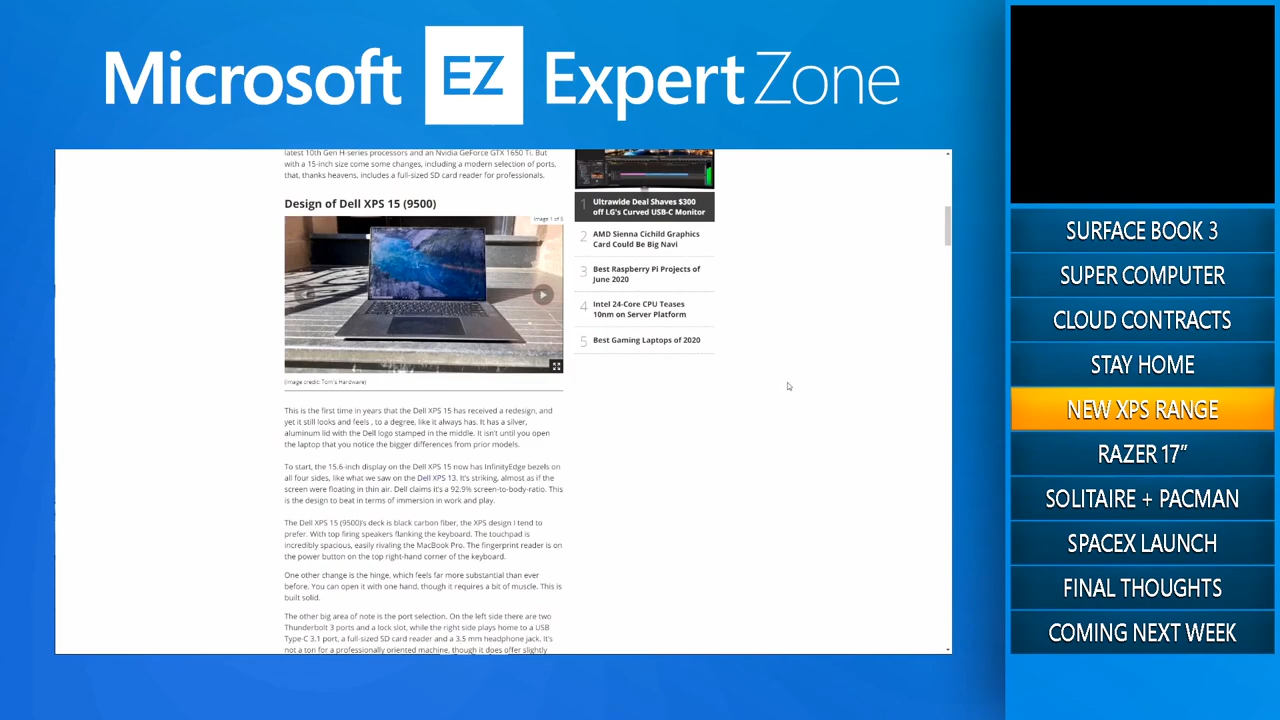 Microsoft EZ ExpertZone
latest 10th Gen H-series processors and an Nvidia GeForce GTX 1650 Ti. But
with a 15-inch size come some changes, including a modern selection of ports,
that, thanks heavens, includes a full-sized SD card reader for professionals.
Design of Dell XPS 15 (9500)
Image 1 of 5
(Image credit: Tom's Hardware)
This is the first time in years that the Dell XPS 15 has received a redesign, and
yet it still looks and feels , to a degree, like it always has. It has a silver,
aluminum lid with the Dell logo stamped in the middle. It isn't until you open
the laptop that you notice the bigger differences from prior models.
To start, the 15.6-inch display on the Dell XPS 15 now has InfinityEdge bezels on
all four sides, like what we saw on the Dell XPS 13. It's striking, almost as if the
screen were floating in thin air. Dell claims it's a 92.9% screen-to-body-ratio. This
is the design to beat in terms of immersion in work and play.
The Dell XPS 15 (9500)'s deck is black carbon fiber, the XPS design I tend to
prefer. With top firing speakers flanking the keyboard. The touchpad is
incredibly spacious, easily rivaling the MacBook Pro. The fingerprint reader is on
the power button on the top right-hand corner of the keyboard.
One other change is the hinge, which feels far more substantial than ever
before. You can open it with one hand, though it requires a bit of muscle. This is
built solid.
The other big area of note is the port selection. On the left side there are two
Thunderbolt 3 ports and a lock slot, while the right side plays home to a USB
Type-C 3.1 port, a full-sized SD card reader and a 3.5 mm headphone jack. It's
not a ton for a professionally oriented machine, though it does offer slightly
1 Ultrawide Deal Shaves $300
off LG's Curved USB-C Monitor
2 AMD Sienna Cichild Graphics
Card Could Be Big Navi
3 Best Raspberry Pi Projects of
June 2020
4 Intel 24-Core CPU Teases
10nm on Server Platform
5 Best Gaming Laptops of 2020
SURFACE BOOK 3
SUPER COMPUTER
CLOUD CONTRACTS
STAY HOME
NEW XPS RANGE
RAZER 17”
SOLITAIRE + PACMAN
SPACEX LAUNCH
FINAL THOUGHTS
COMING NEXT WEEK